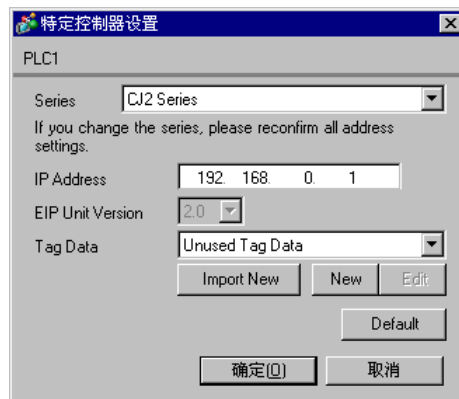 特定控制器设置
PLC1
Series CJ2 Series
If you change the series, please reconfirm all address
settings.
IP Address 192. 168. 0. 1
EIP Unit Version 2.0
Tag Data Unused Tag Data
Import New New Edit
Default
确定(O) 取消